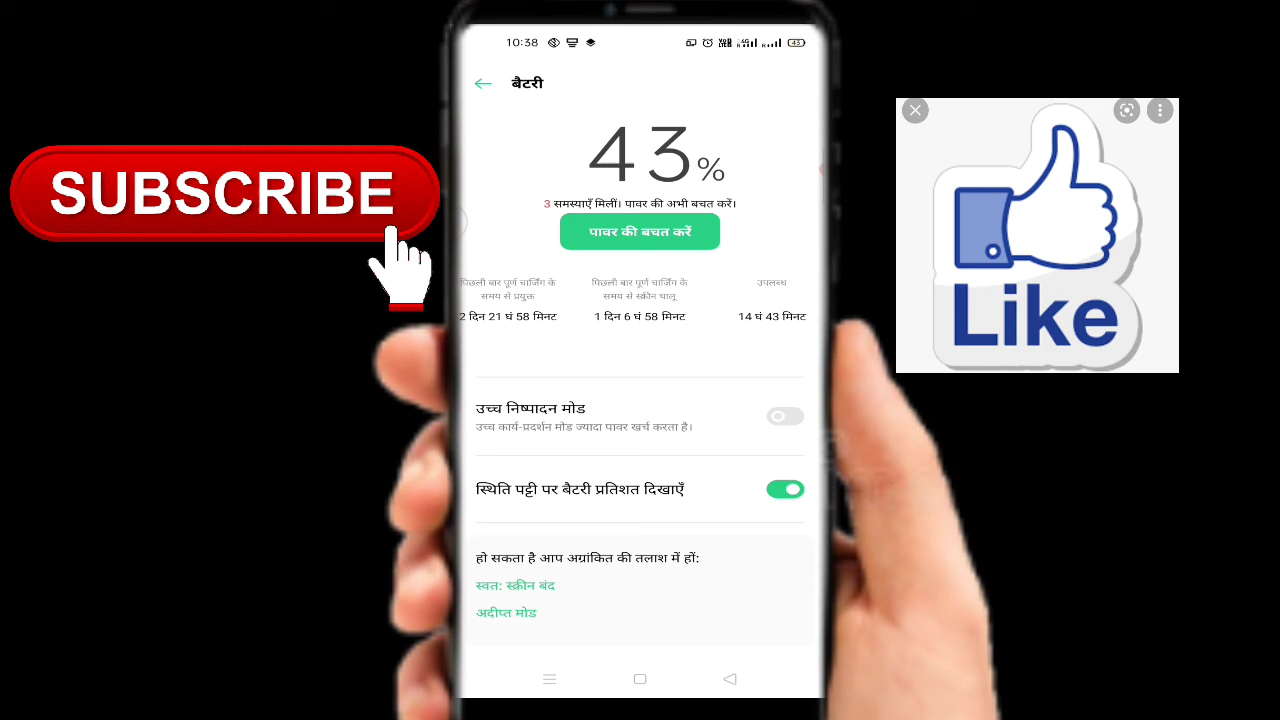 SUBSCRIBE
10:38
43
बैटरी
43%
3 समस्याएँ मिलीं। पावर की अभी बचत करें।
पावर की बचत करें
पिछली बार पूर्ण चार्जिंग के
समय से प्रयुक्त
2 दिन 21 घं 58 मिनट
पिछली बार पूर्ण चार्जिंग के
समय से स्क्रीन चालू
1 दिन 6 घं 58 मिनट
उपलब्ध
14 घं 43 मिनट
उच्च निष्पादन मोड
उच्च कार्य-प्रदर्शन मोड ज्यादा पावर खर्च करता है।
स्थिति पट्टी पर बैटरी प्रतिशत दिखाएँ
हो सकता है आप अग्रांकित की तलाश में हों:
स्वत: स्क्रीन बंद
अदीप्त मोड
Like